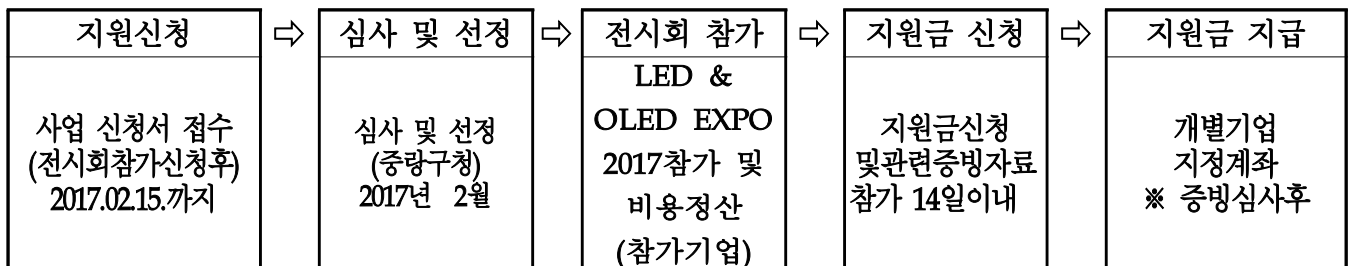 지원신청
사업 신청서 접수
(전시회참가신청후)
2017.02.15.까지
⇨
심사 및 선정
심사 및 선정
(중랑구청)
2017년 2월
⇨
전시회 참가
LED &
OLED EXPO
2017참가 및
비용정산
(참가기업)
⇨
지원금 신청
지원금신청
및관련증빙자료
참가 14일이내
⇨
지원금 지급
개별기업
지정계좌
※ 증빙심사후